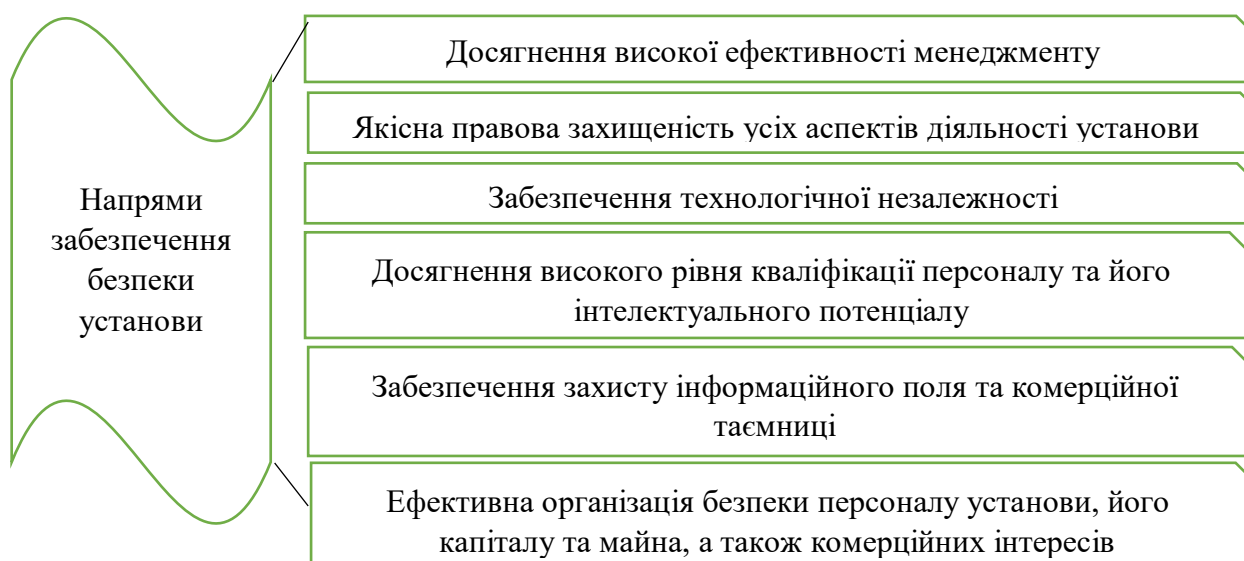 Напрями
забезпечення
безпеки
установи
Досягнення високої ефективності менеджменту
Якісна правова захищеність усіх аспектів діяльності установи
Забезпечення технологічної незалежності
Досягнення високого рівня кваліфікації персоналу та його
інтелектуального потенціалу
Забезпечення захисту інформаційного поля та комерційної
таємниці
Ефективна організація безпеки персоналу установи, його
капіталу та майна, а також комерційних інтересів